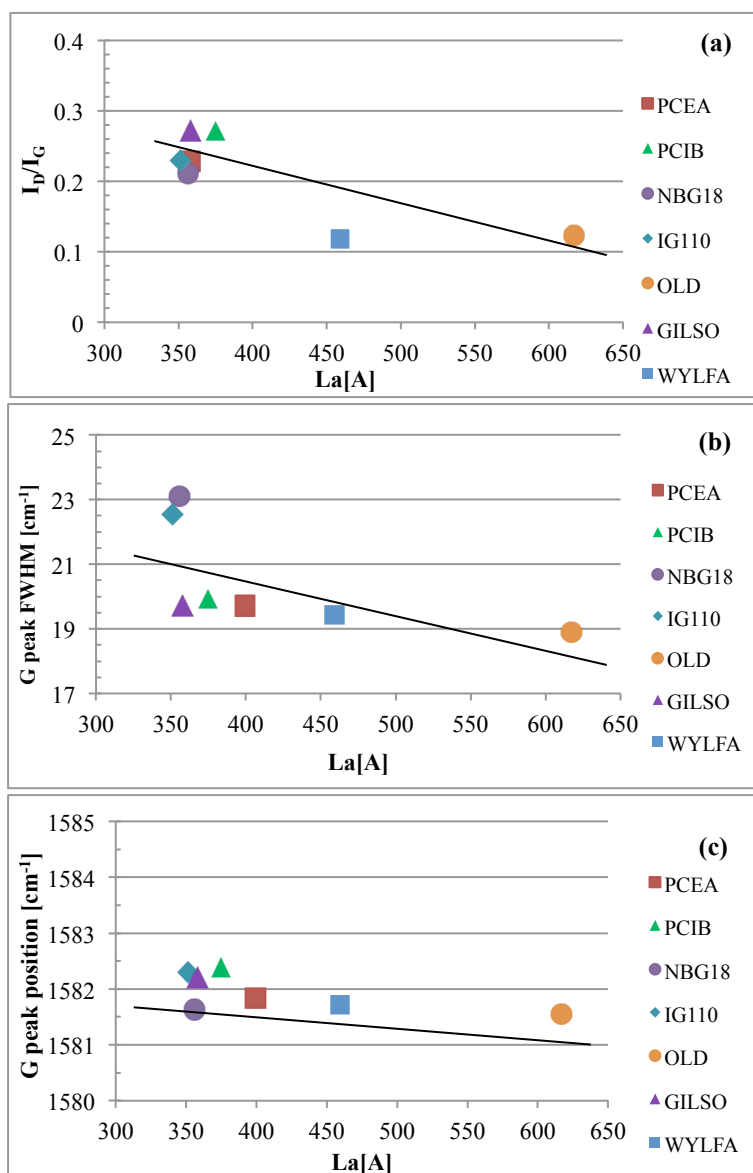 (a)
0.4
0.3
0.2
0.1
0
I_D/I_G
300 350 400 450 500 550 600 650
La[A]
PCEA
PCIB
NBG18
IG110
OLD
GILSO
WYLFA
(b)
25
23
21
19
17
G peak FWHM [cm⁻¹]
300 350 400 450 500 550 600 650
La[A]
PCEA
PCIB
NBG18
IG110
OLD
GILSO
WYLFA
(c)
1585
1584
1583
1582
1581
1580
G peak position [cm⁻¹]
300 350 400 450 500 550 600 650
La[A]
PCEA
PCIB
NBG18
IG110
OLD
GILSO
WYLFA